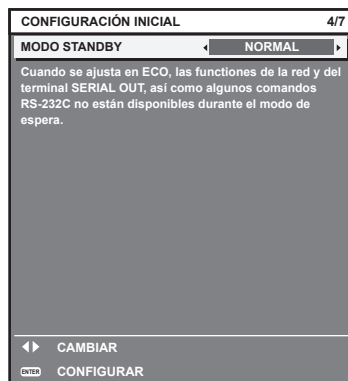 CONFIGURACIÓN INICIAL 4/7
MODO STANDBY NORMAL
Cuando se ajusta en ECO, las functiones de la red y del
terminal SERIAL OUT, así como algunos comandos
RS-232C no están disponibles durante el modo de
espera.
CAMBIAR
ENTER CONFIGURAR